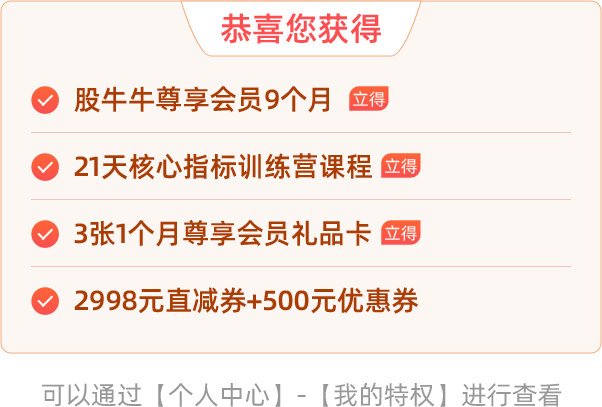 恭喜您获得
股牛牛尊享会员9个月 立得
21天核心指标训练营课程 立得
3张1个月尊享会员礼品卡 立得
2998元直减券+500元优惠券
可以通过【个人中心】-【我的特权】进行查看